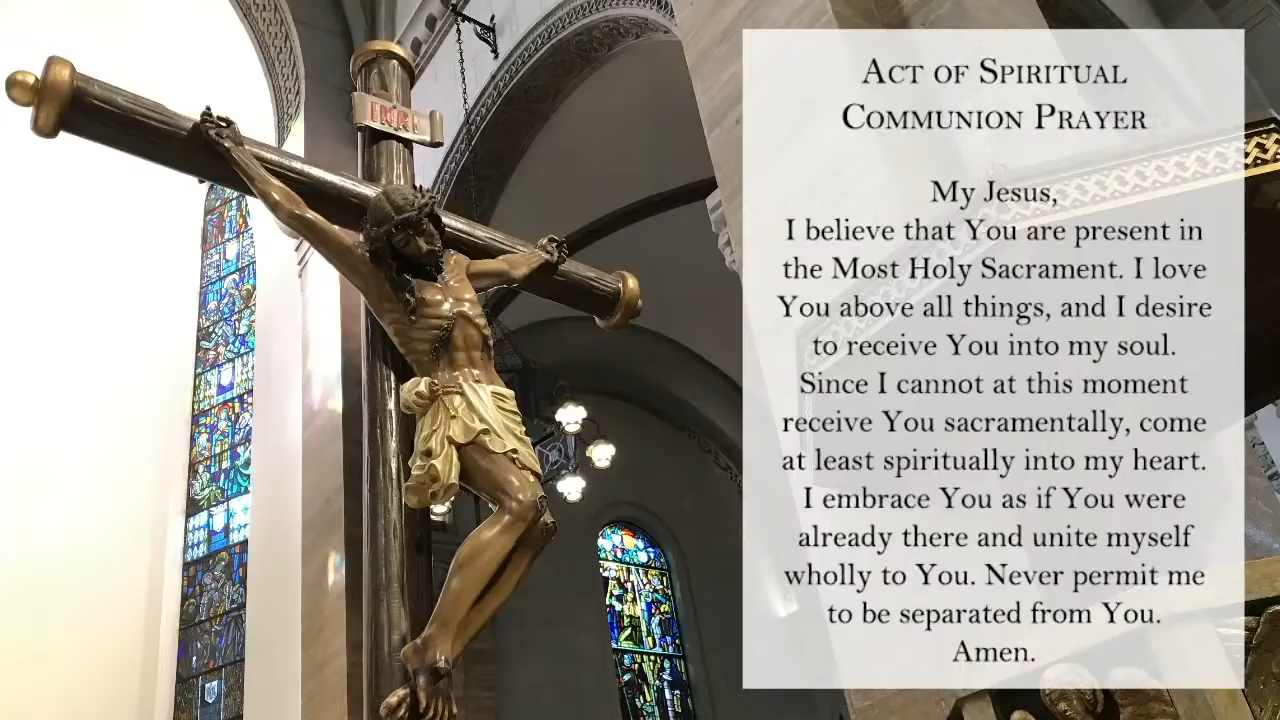 INRI
ACT OF SPIRITUAL
COMMUNION PRAYER
My Jesus,
I believe that You are present in
the Most Holy Sacrament. I love
You above all things, and I desire
to receive You into my soul.
Since I cannot at this moment
receive You sacramentally, come
at least spiritually into my heart.
I embrace You as if You were
already there and unite myself
wholly to You. Never permit me
to be separated from You.
Amen.